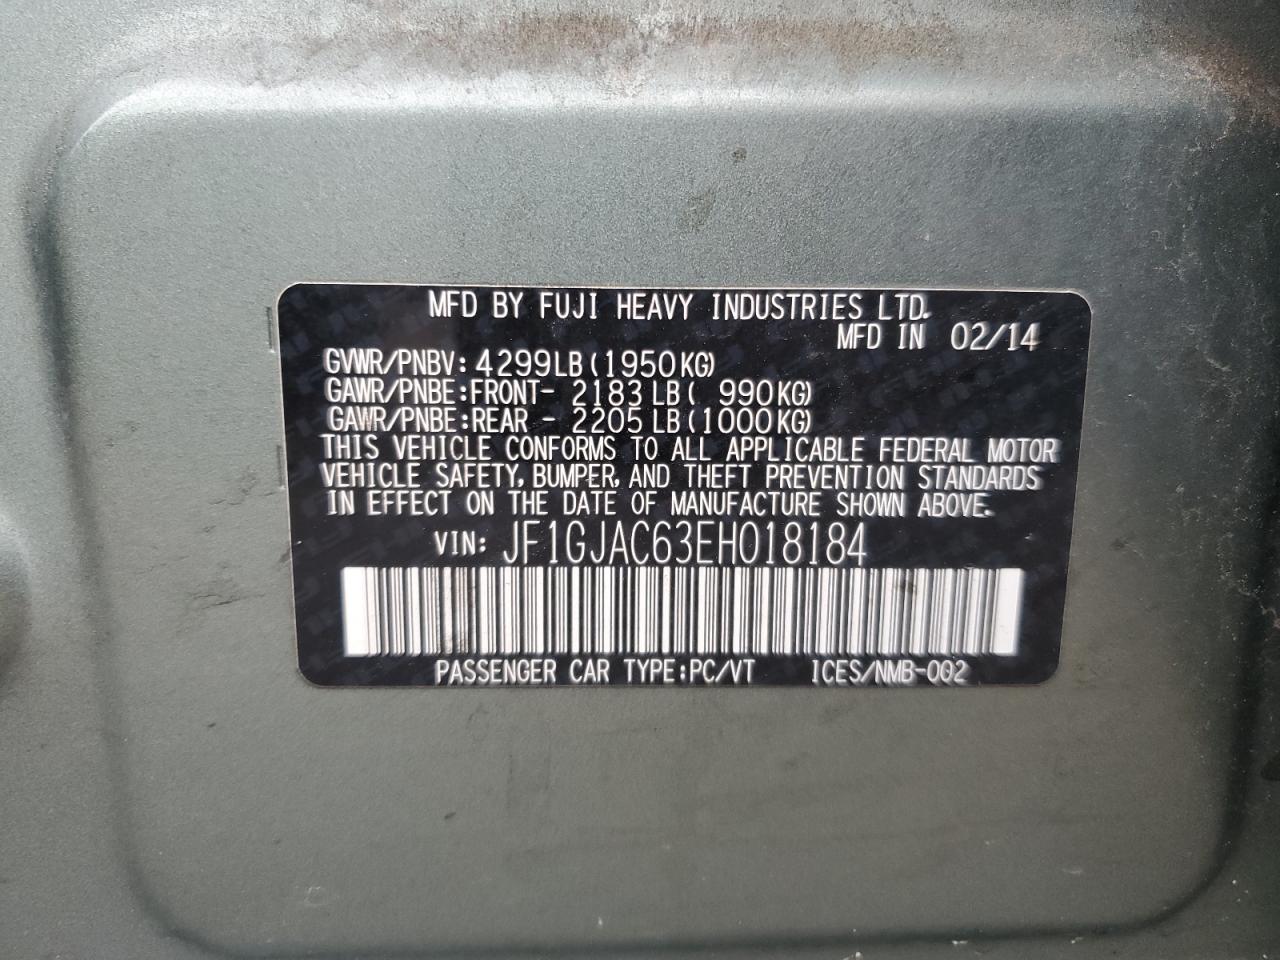 MFD BY FUJI HEAVY INDUSTRIES LTD.
MFD IN 02/14
GVWR/PNBV: 4299LB (1950KG)
GAWR/PNBE:FRONT- 2183 LB ( 990KG)
GAWR/PNBE:REAR - 2205 LB (1000KG)
THIS VEHICLE CONFORMS TO ALL APPLICABLE FEDERAL MOTOR
VEHICLE SAFETY, BUMPER, AND THEFT PREVENTION STANDARDS
IN EFFECT ON THE DATE OF MANUFACTURE SHOWN ABOVE.
VIN: JF1GJAC63EH018184
PASSENGER CAR TYPE:PC/VT ICES/NMB-002